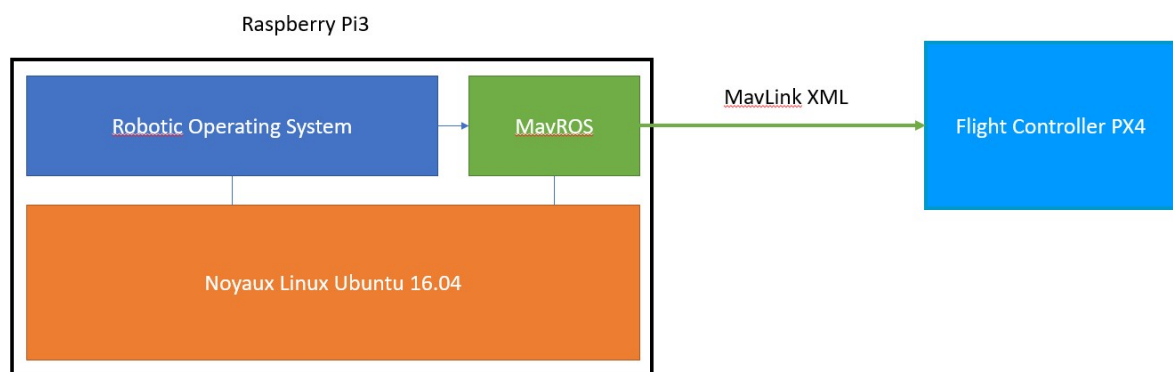 Raspberry Pi3
Robotic Operating System
MavROS
MavLink XML
Flight Controller PX4
Noyaux Linux Ubuntu 16.04